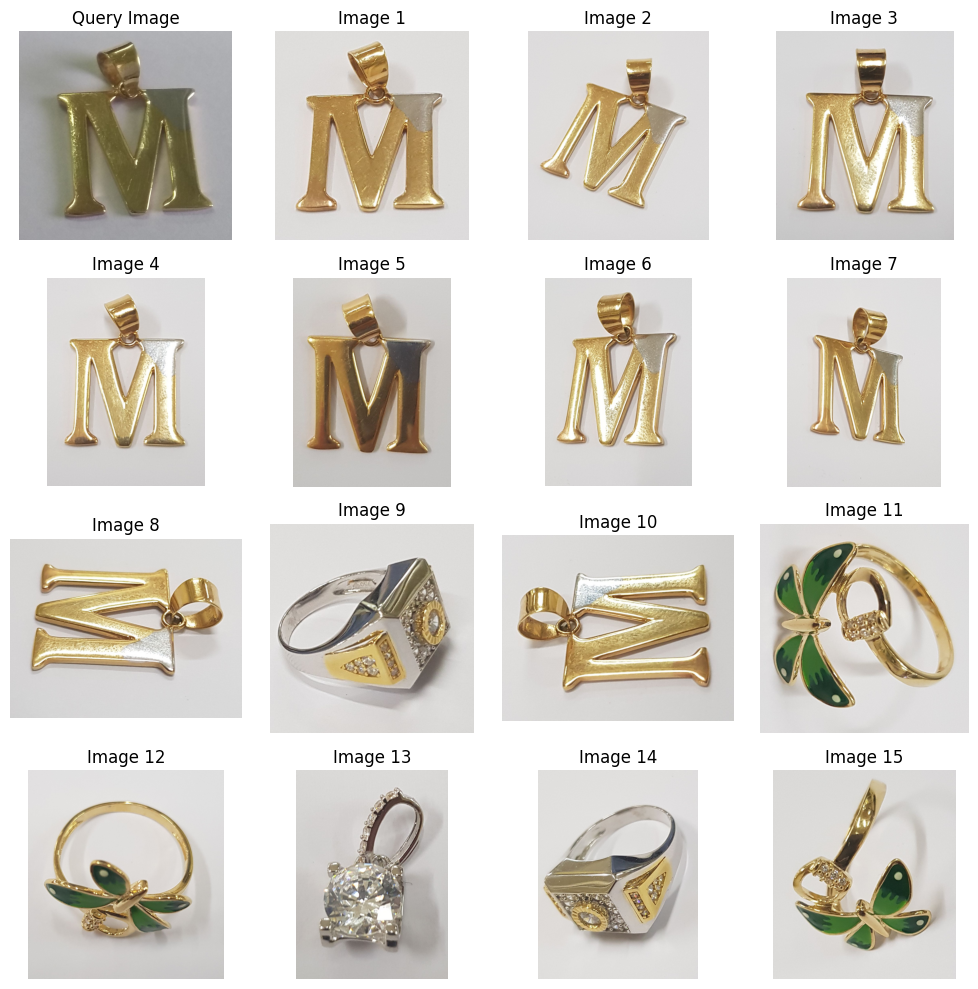 Query Image
Image 1
Image 2
Image 3
M
M
M
M
Image 4
Image 5
Image 6
Image 7
M
M
M
M
Image 8
Image 9
Image 10
Image 11
M
M
Image 12
Image 13
Image 14
Image 15